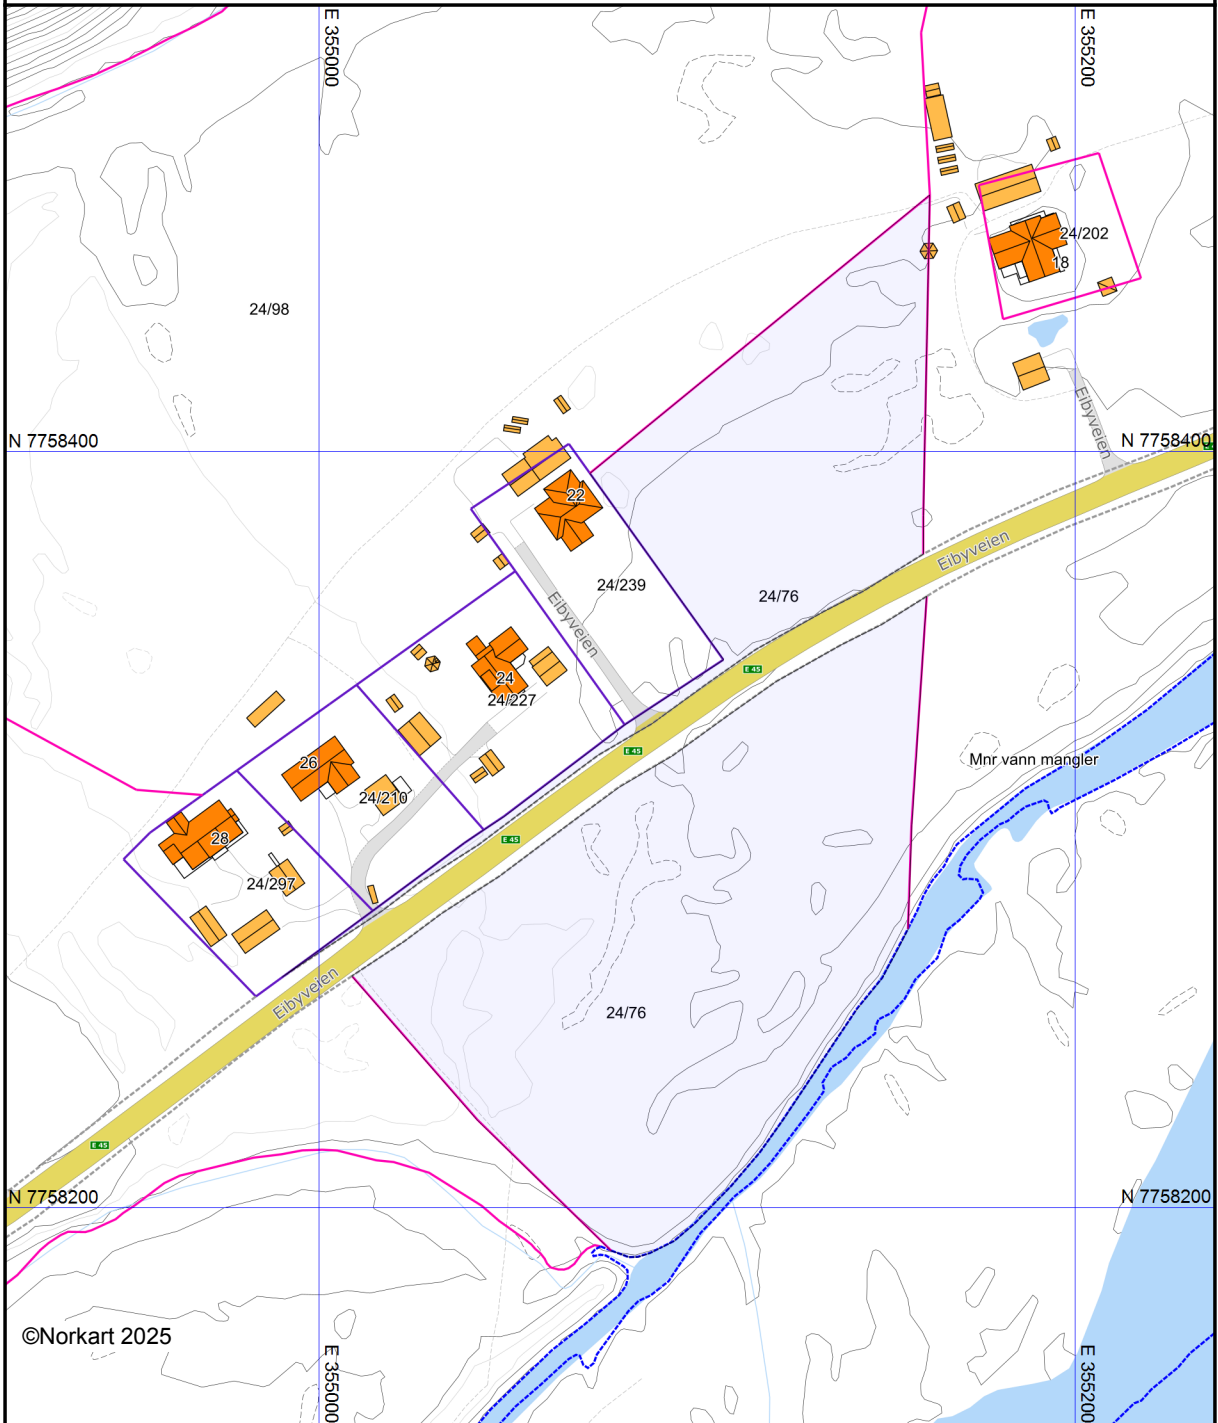 E 355000
E 355200
24/202
18
24/98
Eibyveien
N 7758400
N 7758400
22
Eibyveien
24/239
Eibyveien
24/76
E 45
24
24/227
E 45
Mnr vann mangler
26
24/210
28
E 45
24/297
Eibyveien
24/76
E 45
N 7758200
N 7758200
©Norkart 2025
E 355000
E 355200